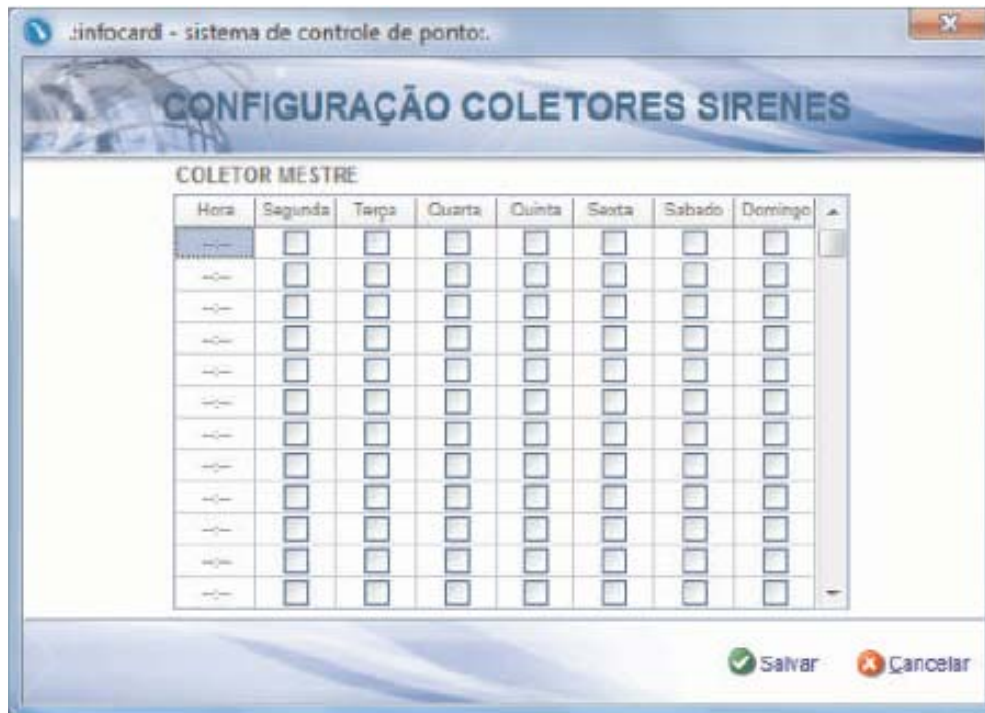 .:infocard - sistema de controle de ponto:.
CONFIGURAÇÃO COLETORES SIRENES
COLETOR MESTRE
Hora Segunda Terça Quarta Quinta Sexta Sabado Domingo
--:--
--:--
--:--
--:--
--:--
--:--
--:--
--:--
--:--
--:--
--:--
--:--
Salvar Cancelar